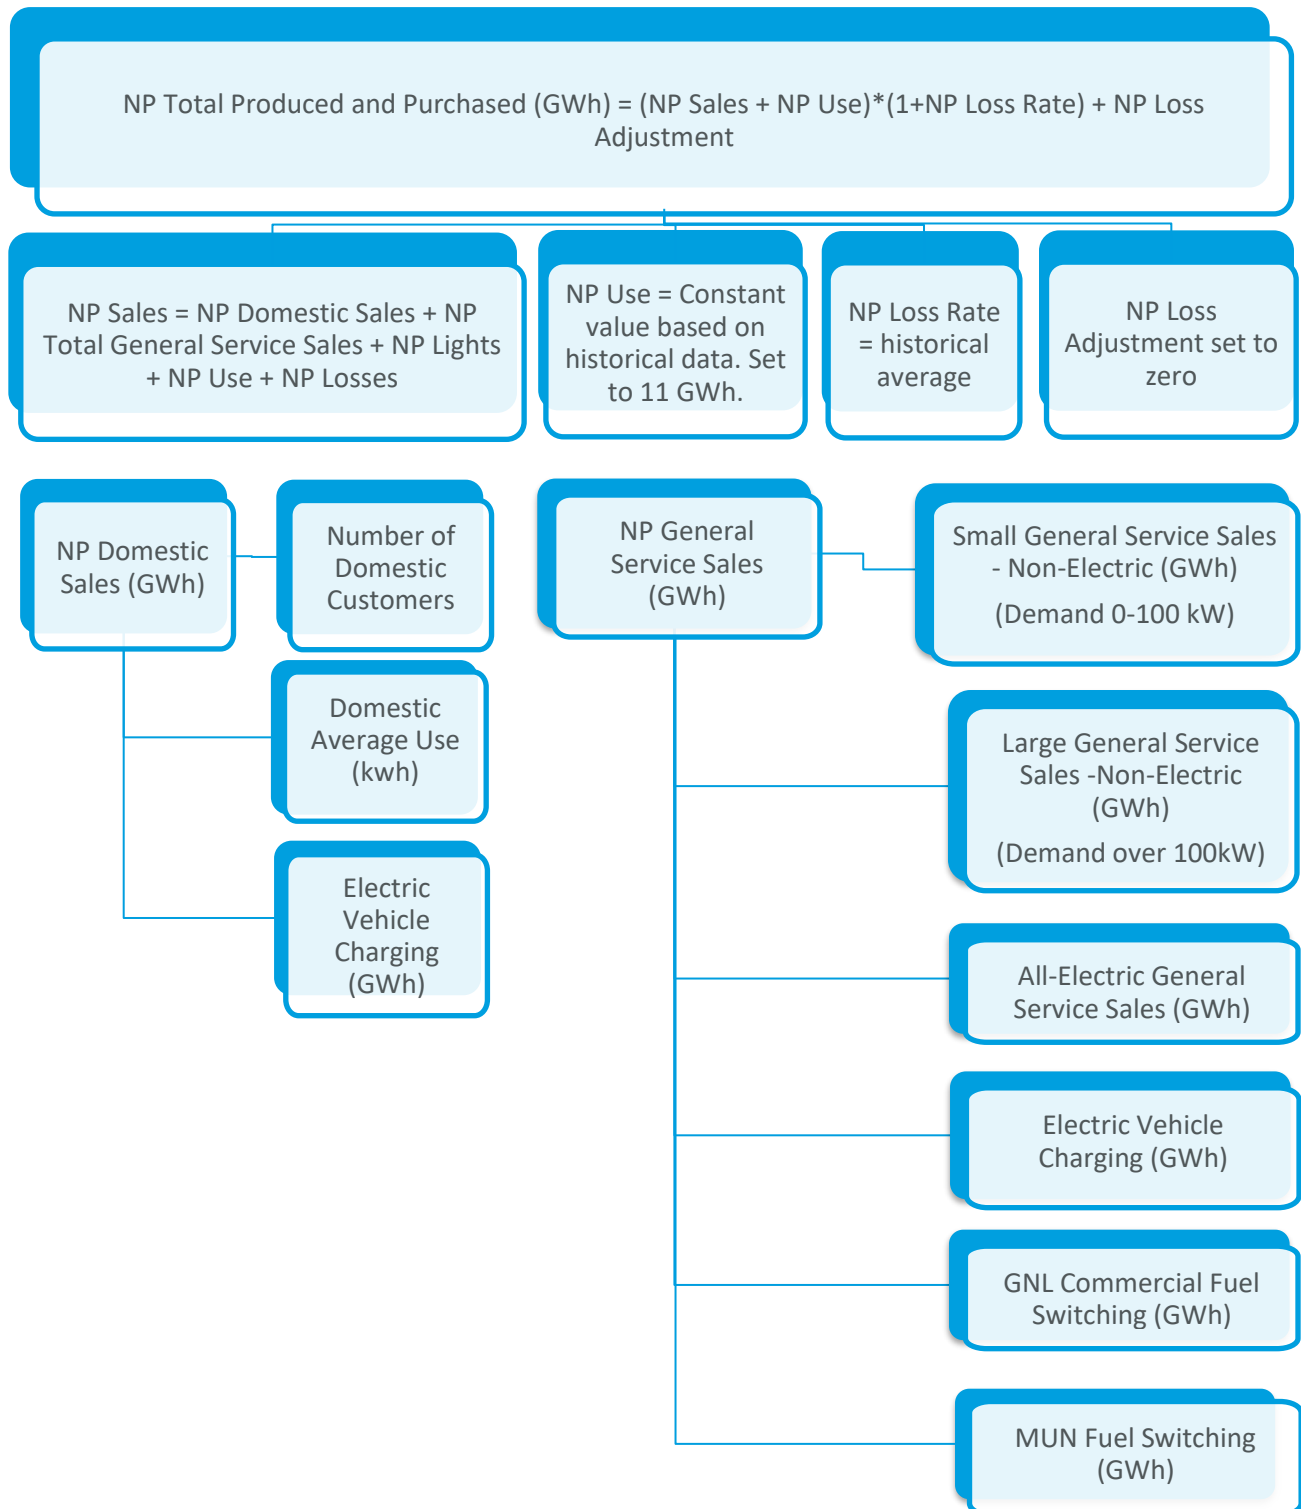 NP Total Produced and Purchased (GWh) = (NP Sales + NP Use)*(1+NP Loss Rate) + NP Loss
Adjustment
NP Sales = NP Domestic Sales + NP
Total General Service Sales + NP Lights
+ NP Use + NP Losses
NP Use = Constant
value based on
historical data. Set
to 11 GWh.
NP Loss Rate
= historical
average
NP Loss
Adjustment set to
zero
NP Domestic
Sales (GWh)
Number of
Domestic
Customers
Domestic
Average Use
(kwh)
Electric
Vehicle
Charging
(GWh)
NP General
Service Sales
(GWh)
Small General Service Sales
- Non-Electric (GWh)
(Demand 0-100 kW)
Large General Service
Sales -Non-Electric
(GWh)
(Demand over 100kW)
All-Electric General
Service Sales (GWh)
Electric Vehicle
Charging (GWh)
GNL Commercial Fuel
Switching (GWh)
MUN Fuel Switching
(GWh)